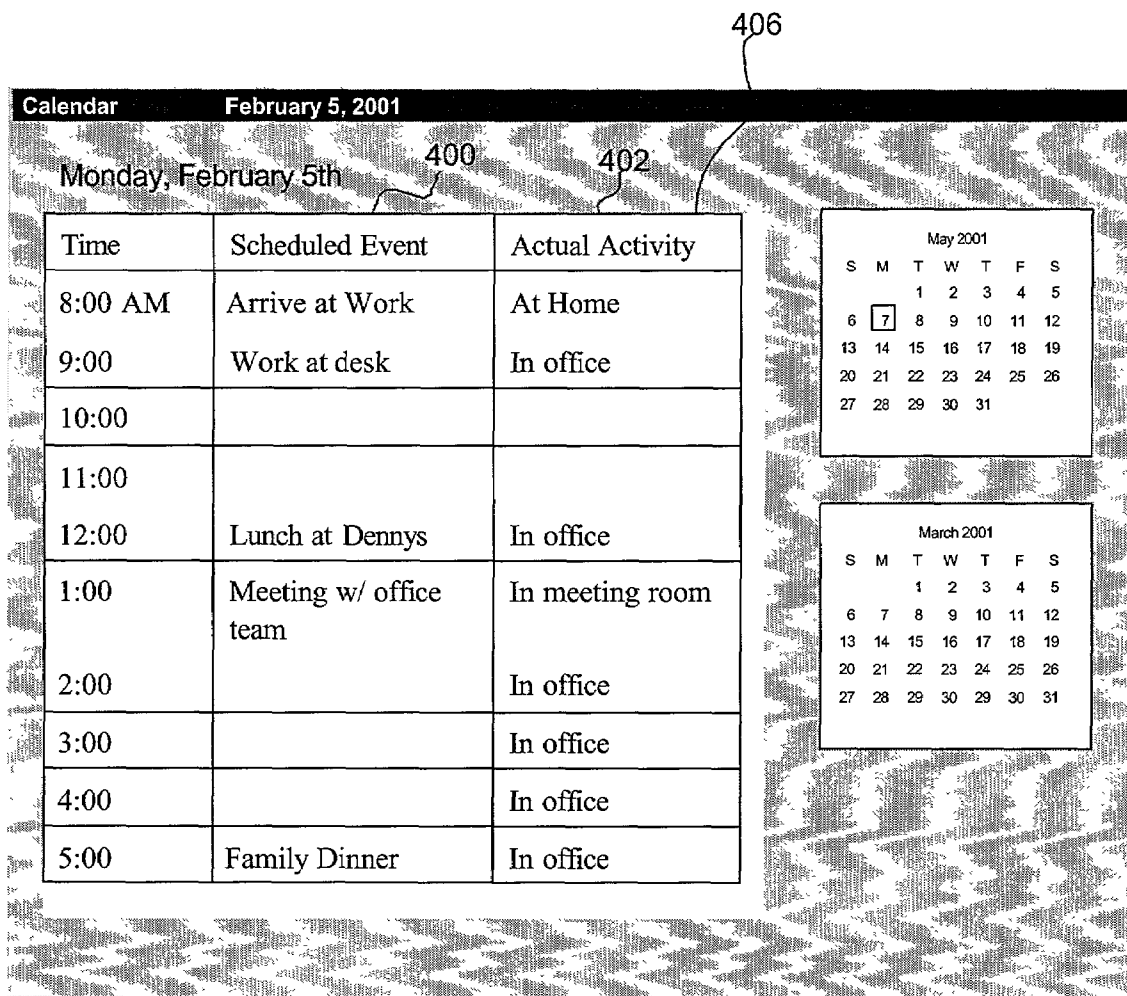 406
Calendar February 5, 2001
Monday, February 5th 400 402
Time Scheduled Event Actual Activity
8:00 AM Arrive at Work At Home
9:00 Work at desk In office
10:00
11:00
12:00 Lunch at Dennys In office
1:00 Meeting w/ office In meeting room
team
2:00 In office
3:00 In office
4:00 In office
5:00 Family Dinner In office
May 2001
S M T W T F S
1 2 3 4 5
6 7 8 9 10 11 12
13 14 15 16 17 18 19
20 21 22 23 24 25 26
27 28 29 30 31
March 2001
S M T W T F S
1 2 3 4 5
6 7 8 9 10 11 12
13 14 15 16 17 18 19
20 21 22 23 24 25 26
27 28 29 30 29 30 31